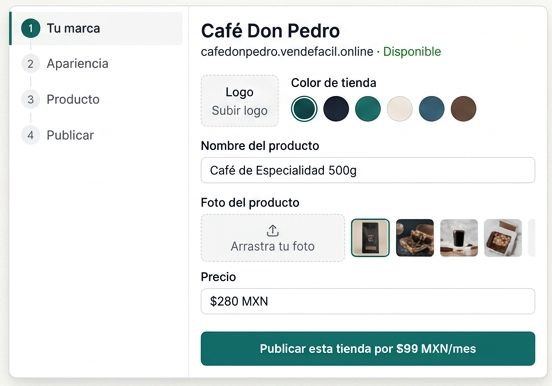 1 Tu marca
2 Apariencia
3 Producto
4 Publicar
Café Don Pedro
cafedonpedro.vendefacil.online · Disponible
Logo
Subir logo
Color de tienda
Nombre del producto
Café de Especialidad 500g
Foto del producto
Arrastra tu foto
Precio
$280 MXN
Publicar esta tienda por $99 MXN/mes